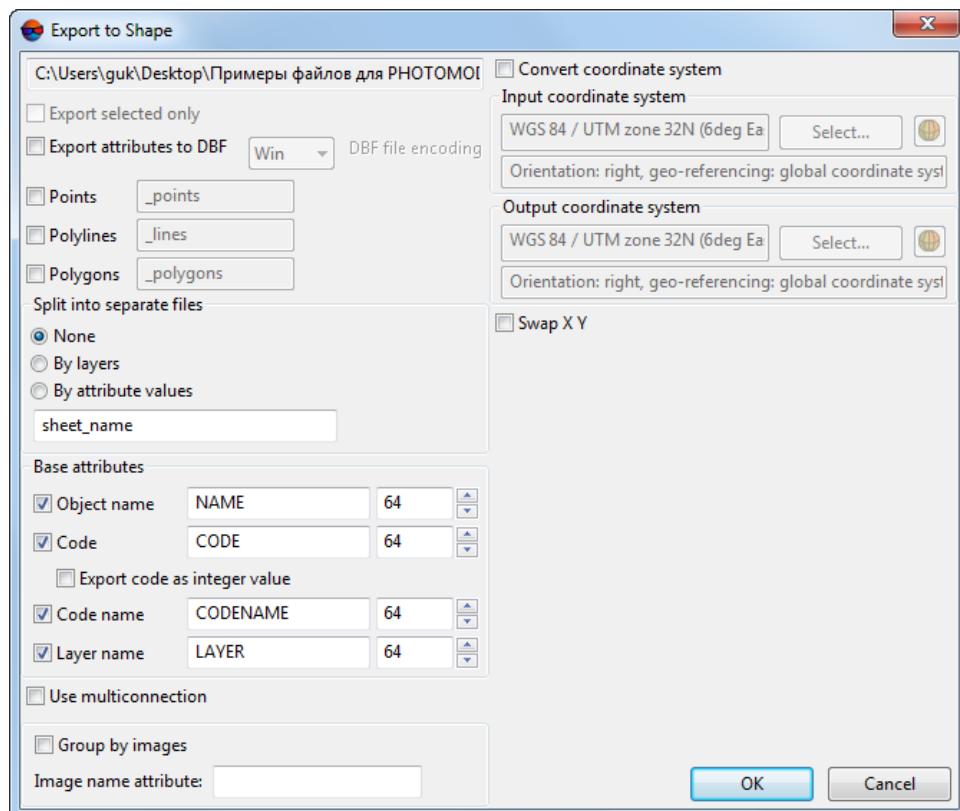 Export to Shape
C:\Users\guk\Desktop\Примеры файлов для PHOTOMOI
Export selected only
Export attributes to DBF Win DBF file encoding
Points _points
Polylines _lines
Polygons _polygons
Split into separate files
None
By layers
By attribute values
sheet_name
Base attributes
Object name NAME 64
Code CODE 64
Export code as integer value
Code name CODENAME 64
Layer name LAYER 64
Use multiconnection
Group by images
Image name attribute:
Convert coordinate system
Input coordinate system
WGS 84 / UTM zone 32N (6deg Ea Select...
Orientation: right, geo-referencing: global coordinate syst
Output coordinate system
WGS 84 / UTM zone 32N (6deg Ea Select...
Orientation: right, geo-referencing: global coordinate syst
Swap X Y
OK Cancel